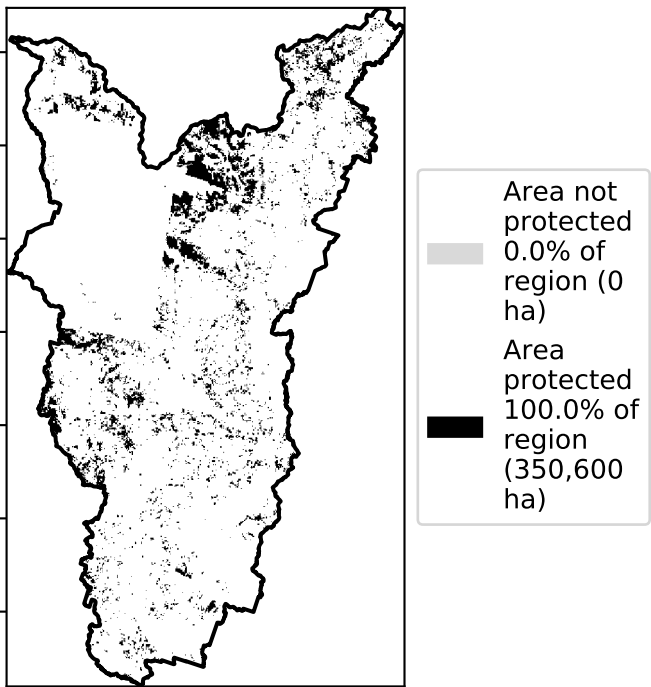 Area not
protected
0.0% of
region (0
ha)
Area
protected
100.0% of
region
(350,600
ha)